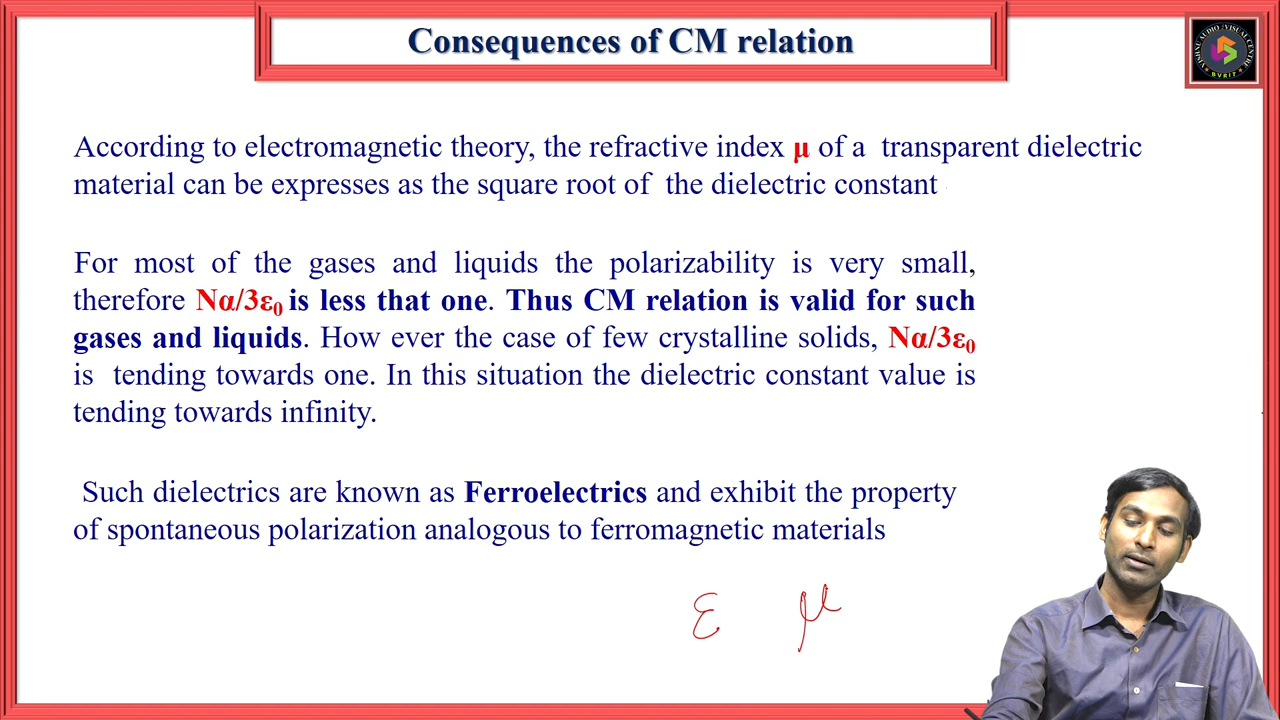 Consequences of CM relation
VISHNU AUDIO / VISUAL CENTRE
BVRIT
According to electromagnetic theory, the refractive index μ of a transparent dielectric
material can be expresses as the square root of the dielectric constant
For most of the gases and liquids the polarizability is very small,
therefore Nα/3ε₀ is less that one. Thus CM relation is valid for such
gases and liquids. How ever the case of few crystalline solids, Nα/3ε₀
is tending towards one. In this situation the dielectric constant value is
tending towards infinity.
Such dielectrics are known as Ferroelectrics and exhibit the property
of spontaneous polarization analogous to ferromagnetic materials
ε μ